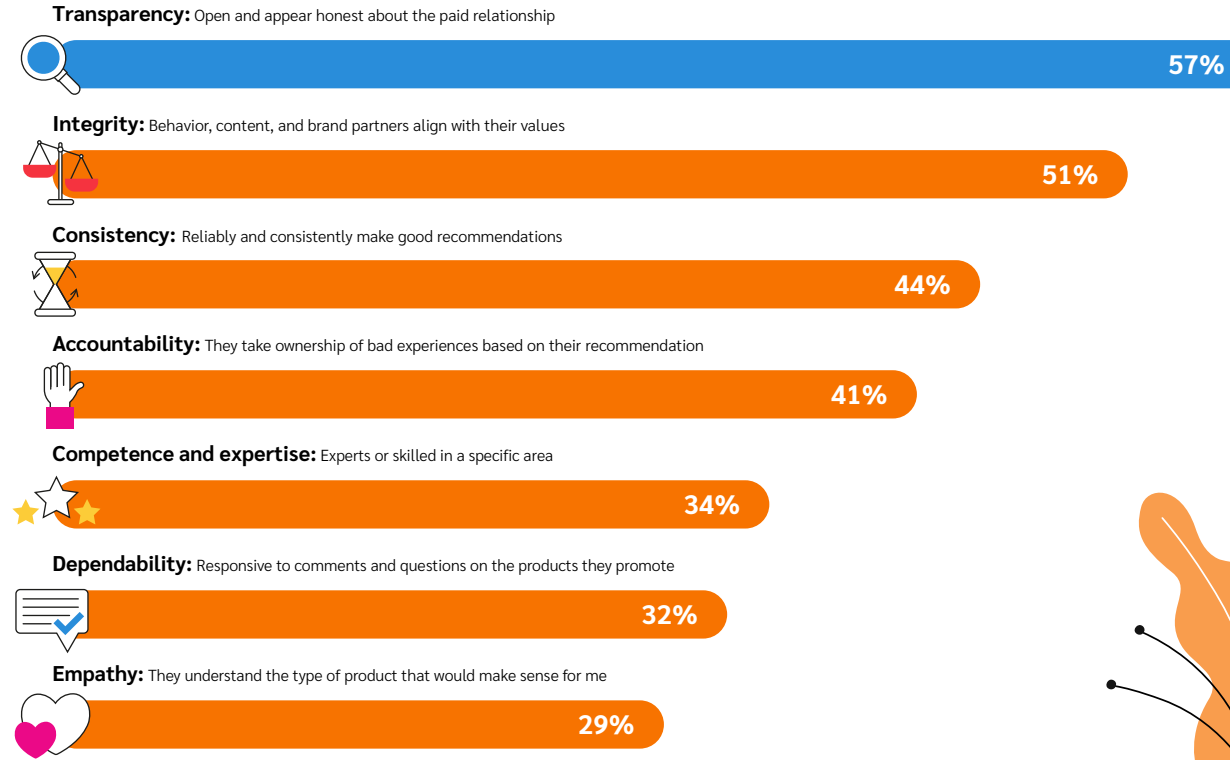 Transparency: Open and appear honest about the paid relationship
57%
Integrity: Behavior, content, and brand partners align with their values
51%
Consistency: Reliably and consistently make good recommendations
44%
Accountability: They take ownership of bad experiences based on their recommendation
41%
Competence and expertise: Experts or skilled in a specific area
34%
Dependability: Responsive to comments and questions on the products they promote
32%
Empathy: They understand the type of product that would make sense for me
29%